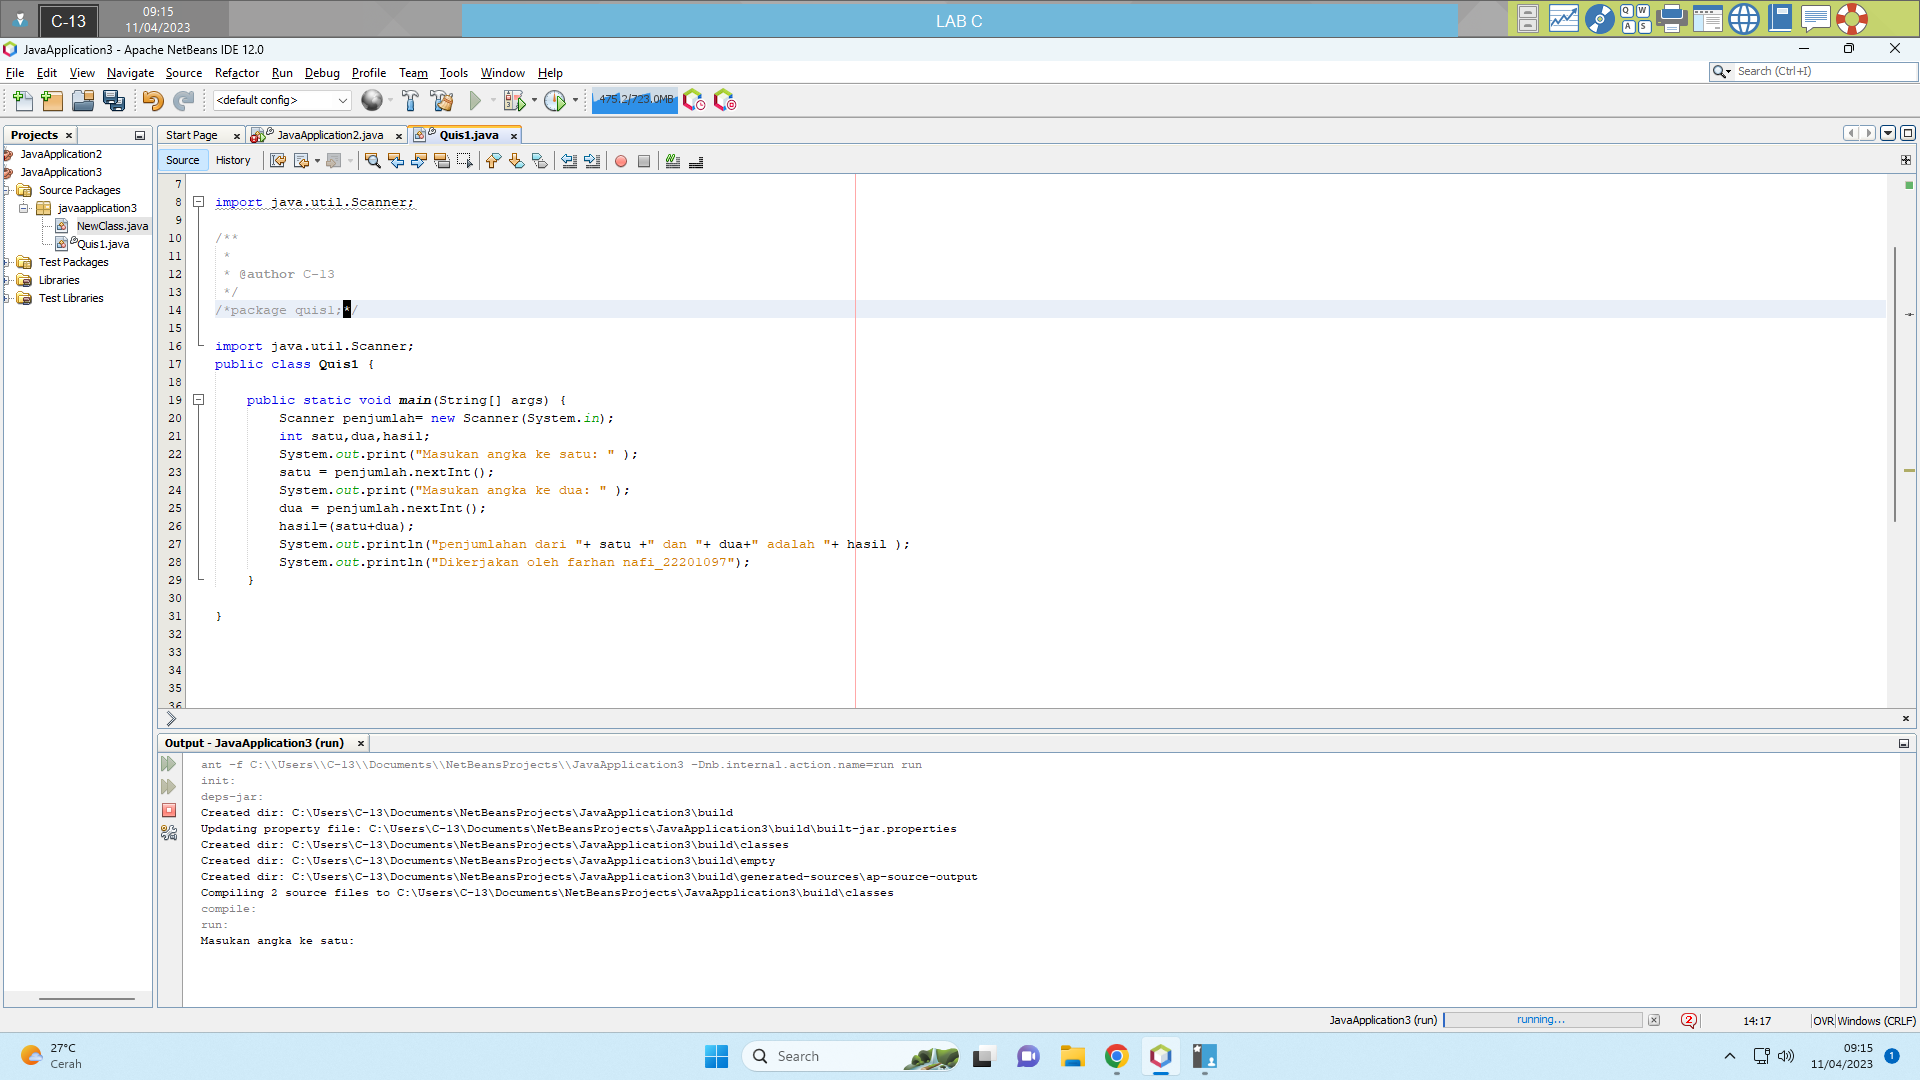 C-13
09:15
11/04/2023
LAB C
Q W
A S
JavaApplication3 - Apache NetBeans IDE 12.0
File Edit View Navigate Source Refactor Run Debug Profile Team Tools Window Help
Search (Ctrl+I)
<default config>
475.2/723.0MB
Projects
Start Page JavaApplication2.java Quis1.java
Source History
JavaApplication2
JavaApplication3
Source Packages
javaapplication3
NewClass.java
Quis1.java
Test Packages
Libraries
Test Libraries
7
8 import java.util.Scanner;
9
10 /**
11 *
12 * @author C-13
13 */
14 /*package quis1;*/
15
16 import java.util.Scanner;
17 public class Quis1 {
18
19 public static void main(String[] args) {
20 Scanner penjumlah= new Scanner(System.in);
21 int satu,dua,hasil;
22 System.out.print("Masukan angka ke satu: " );
23 satu = penjumlah.nextInt();
24 System.out.print("Masukan angka ke dua: " );
25 dua = penjumlah.nextInt();
26 hasil=(satu+dua);
27 System.out.println("penjumlahan dari "+ satu +" dan "+ dua+" adalah "+ hasil );
28 System.out.println("Dikerjakan oleh farhan nafi_22201097");
29 }
30
31 }
32
33
34
35
36
Output - JavaApplication3 (run)
ant -f C:\\Users\\C-13\\Documents\\NetBeansProjects\\JavaApplication3 -Dnb.internal.action.name=run run
init:
deps-jar:
Created dir: C:\Users\C-13\Documents\NetBeansProjects\JavaApplication3\build
Updating property file: C:\Users\C-13\Documents\NetBeansProjects\JavaApplication3\build\built-jar.properties
Created dir: C:\Users\C-13\Documents\NetBeansProjects\JavaApplication3\build\classes
Created dir: C:\Users\C-13\Documents\NetBeansProjects\JavaApplication3\build\empty
Created dir: C:\Users\C-13\Documents\NetBeansProjects\JavaApplication3\build\generated-sources\ap-source-output
Compiling 2 source files to C:\Users\C-13\Documents\NetBeansProjects\JavaApplication3\build\classes
compile:
run:
Masukan angka ke satu:
JavaApplication3 (run) running... 2 14:17 OVR Windows (CRLF)
27°C
Cerah
Search
09:15
11/04/2023
1